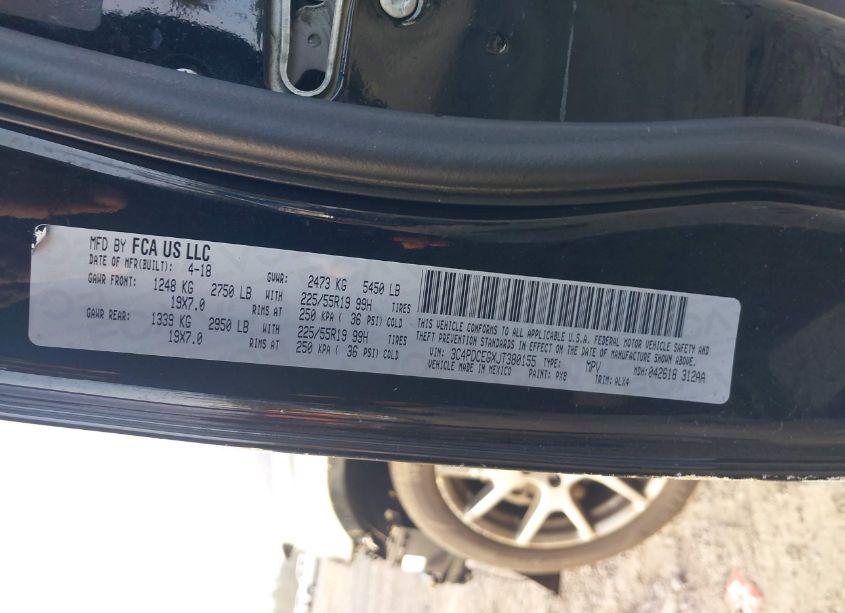 MFD BY FCA US LLC
DATE OF MFR(BUILT): 4-18 GVWR: 2473 KG 5450 LB
GAWR FRONT: 1248 KG 2750 LB WITH 225/55R19 99H TIRES
19X7.0 RIMS AT 250 KPA ( 36 PSI) COLD
GAWR REAR: 1339 KG 2950 LB WITH 225/55R19 99H TIRES
19X7.0 RIMS AT 250 KPA ( 36 PSI) COLD
THIS VEHICLE CONFORMS TO ALL APPLICABLE U.S.A. FEDERAL MOTOR VEHICLE SAFETY AND
THEFT PREVENTION STANDARDS IN EFFECT ON THE DATE OF MANUFACTURE SHOWN ABOVE.
VIN: 3C4PDCEGXJT380155 TYPE: MPV MDH:042618 312AA
VEHICLE MADE IN MEXICO PAINT: PX8 TRIM: ALX4